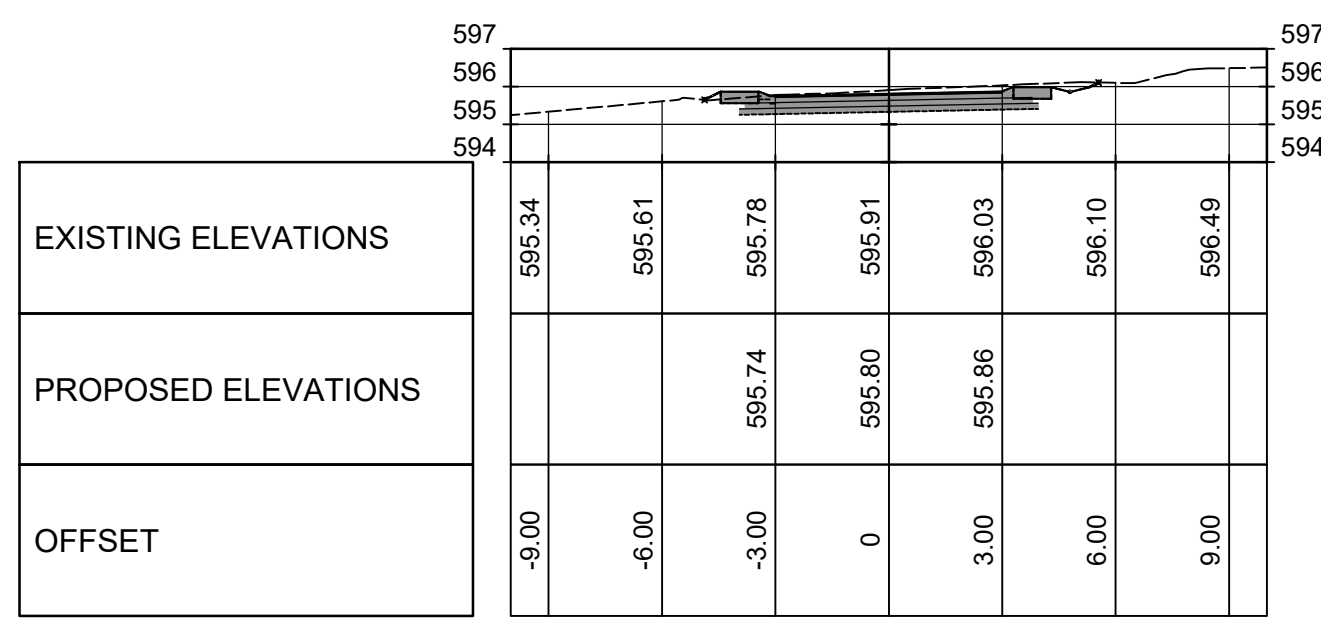 597 597
596 596
595 595
594 594
EXISTING ELEVATIONS 595.34 595.61 595.78 595.91 596.03 596.10 596.49
PROPOSED ELEVATIONS 595.74 595.80 595.86
OFFSET -9.00 -6.00 -3.00 0 3.00 6.00 9.00